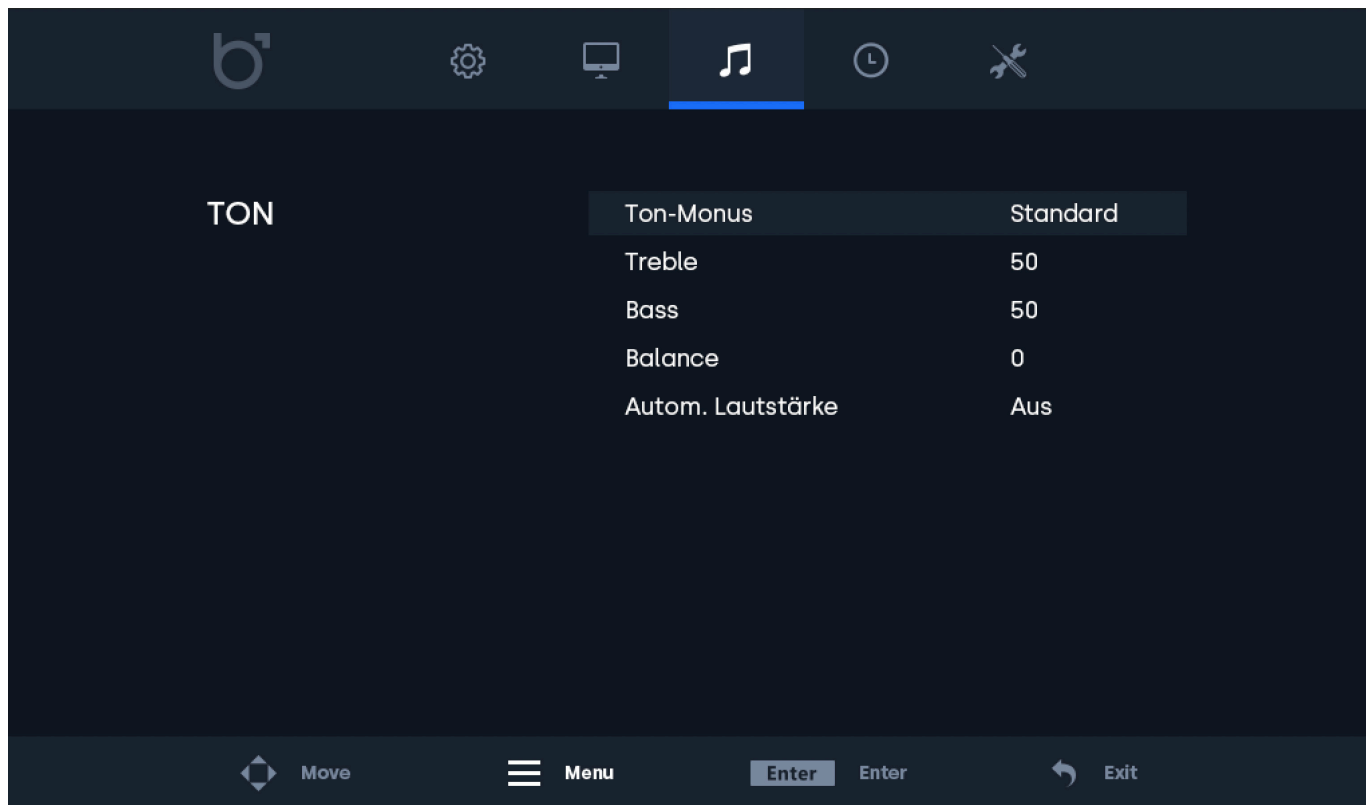 TON
Ton-Monus Standard
Treble 50
Bass 50
Balance 0
Autom. Lautstärke Aus
Move Menu Enter Enter Exit